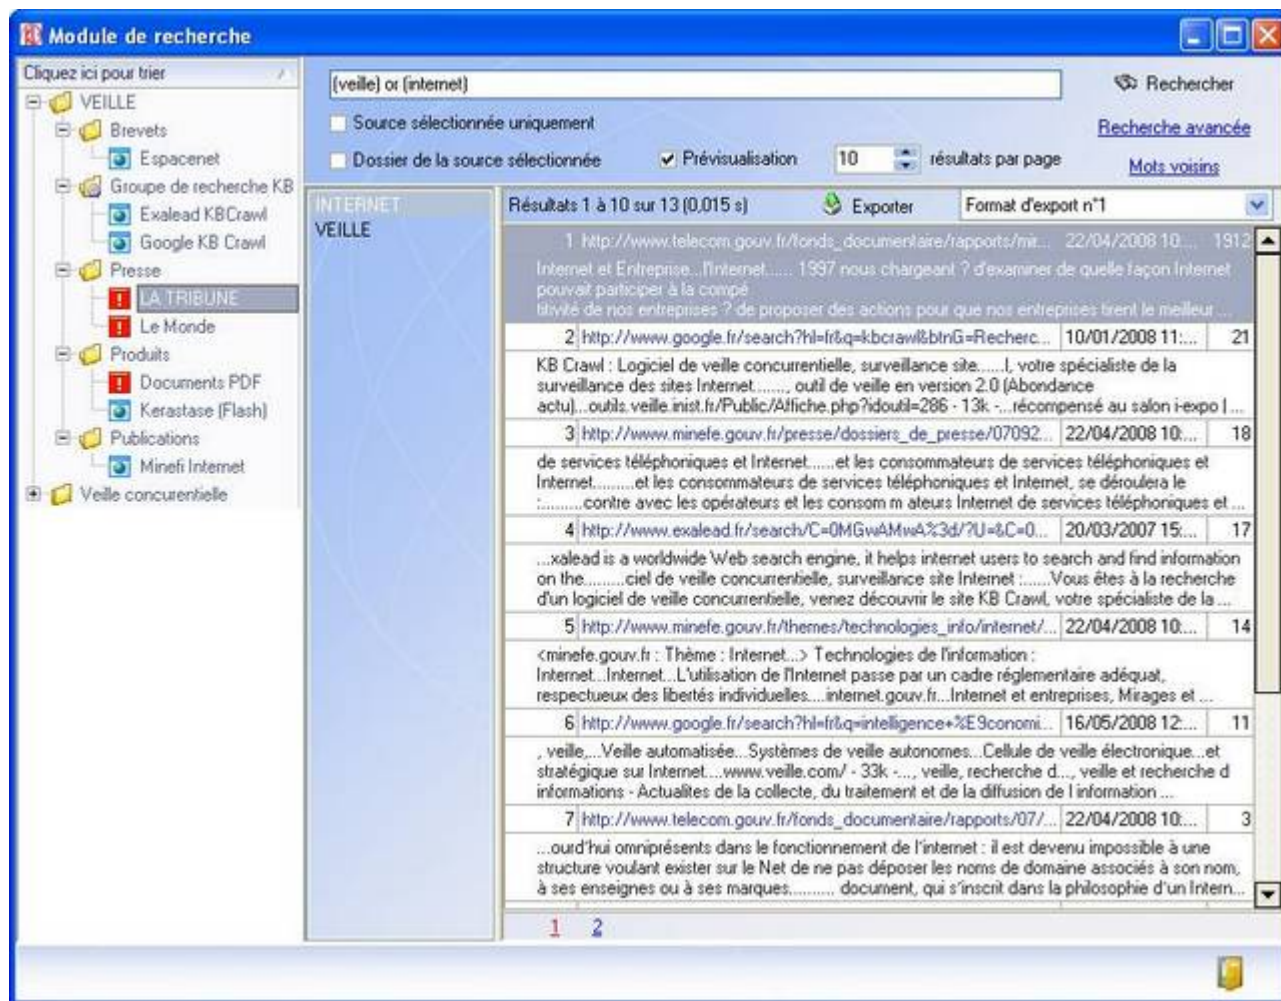 Module de recherche
Cliquez ici pour trier
VEILLE
Brevets
Espacenet
Groupe de recherche KB
Exalead KBCrawl
Google KB Crawl
Presse
LA TRIBUNE
Le Monde
Produits
Documents PDF
Kerastase (Flash)
Publications
Minefi Internet
Veille concurentielle
(veille) or (internet)
Rechercher
Source sélectionnée uniquement
Recherche avancée
Dossier de la source sélectionnée
Prévisualisation
10
résultats par page
Mots voisins
INTERNET
VEILLE
Résultats 1 à 10 sur 13 (0,015 s)
Exporter
Format d'export n°1
1 http://www.telecom.gouv.fr/fonds_documentaire/rapports/mir... 22/04/2008 10:... 1912
Internet et Entreprise...l'Internet...... 1997 nous chargeant ? d'examiner de quelle façon Internet
pouvait participer à la compé
titivité de nos entreprises ? de proposer des actions pour que nos entreprises tirent le meilleur ...
2 http://www.google.fr/search?hl=fr&q=kbcrawl&btnG=Recherc... 10/01/2008 11:... 21
KB Crawl : Logiciel de veille concurrentielle, surveillance site......l, votre spécialiste de la
surveillance des sites Internet........, outil de veille en version 2.0 (Abondance
actu)...outils.veille.inist.fr/Public/Affiche.php?idoutil=286 - 13k -...récompensé au salon i-expo | ...
3 http://www.minefe.gouv.fr/presse/dossiers_de_presse/07092... 22/04/2008 10:... 18
de services téléphoniques et Internet......et les consommateurs de services téléphoniques et
Internet.........et les consommateurs de services téléphoniques et Internet, se déroulera le
:.........contre avec les opérateurs et les consom m ateurs Internet de services téléphoniques et ...
4 http://www.exalead.fr/search/C=0MGwAMwA%3d/?U=&C=0... 20/03/2007 15:... 17
...xalead is a worldwide Web search engine, it helps internet users to search and find information
on the.........ciel de veille concurrentielle, surveillance site Internet :......Vous êtes à la recherche
d'un logiciel de veille concurrentielle, venez découvrir le site KB Crawl, votre spécialiste de la ...
5 http://www.minefe.gouv.fr/themes/technologies_info/internet/... 22/04/2008 10:... 14
<minefe.gouv.fr : Thème : Internet...> Technologies de l'information :
Internet...Internet...L'utilisation de l'Internet passe par un cadre réglementaire adéquat,
respectueux des libertés individuelles....internet.gouv.fr...Internet et entreprises, Mirages et ...
6 http://www.google.fr/search?hl=fr&q=intelligence+%E9conomi... 16/05/2008 12:... 11
, veille,...Veille automatisée...Systèmes de veille autonomes...Cellule de veille électronique...et
stratégique sur Internet....www.veille.com/ - 33k -..., veille, recherche d..., veille et recherche d
informations - Actualites de la collecte, du traitement et de la diffusion de l information ...
7 http://www.telecom.gouv.fr/fonds_documentaire/rapports/07/... 22/04/2008 10:... 3
...ourd'hui omniprésents dans le fonctionnement de l'internet : il est devenu impossible à une
structure voulant exister sur le Net de ne pas déposer les noms de domaine associés à son nom,
à ses enseignes ou à ses marques.......... document, qui s'inscrit dans la philosophie d'un Intern...
1 2